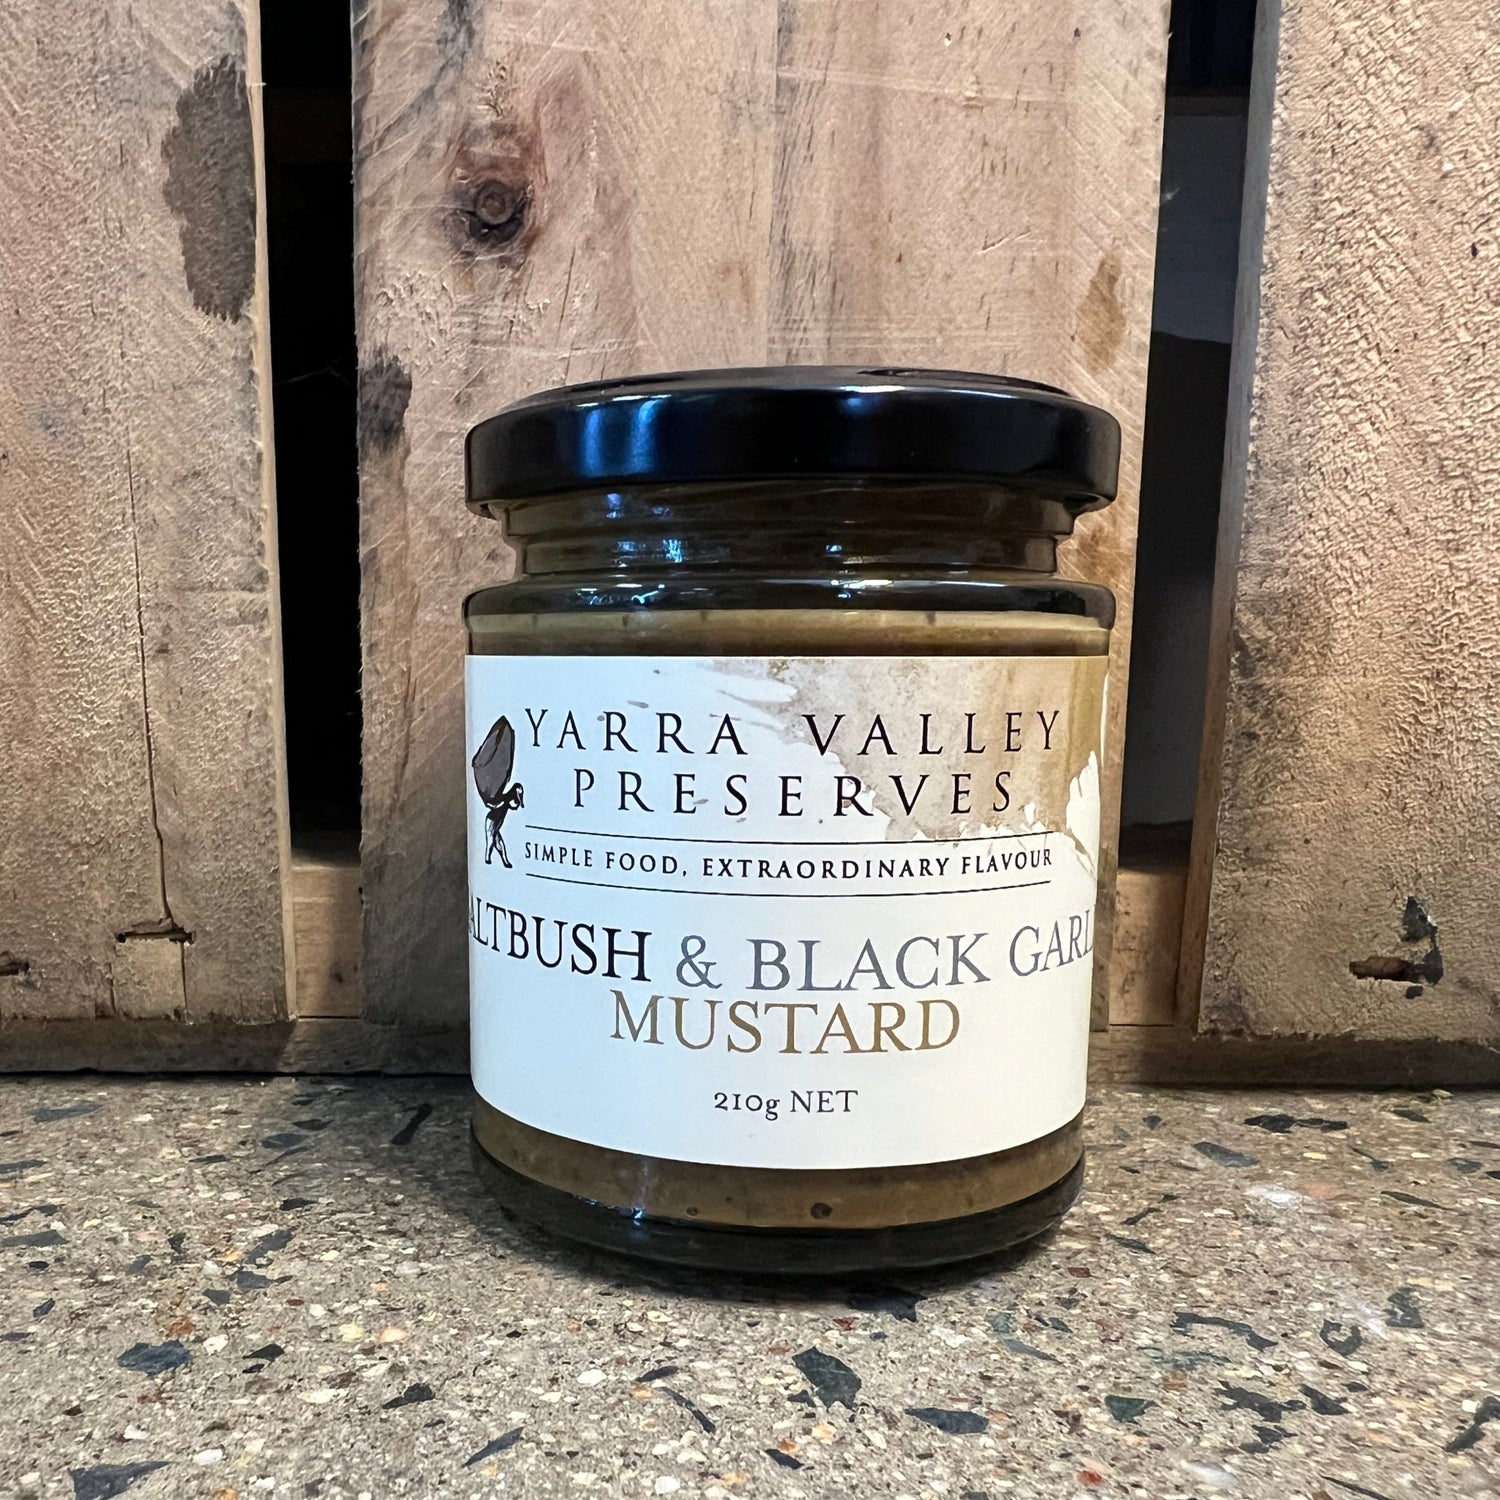 YARRA VALLEY
PRESERVES
SIMPLE FOOD, EXTRAORDINARY FLAVOUR
ALTBUSH & BLACK GARL
MUSTARD
210g NET